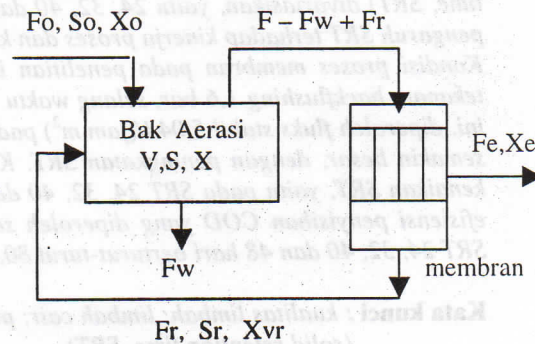 Fo, So, Xo
F – Fw + Fr
Bak Aerasi
V,S, X
Fe,Xe
Fw
membran
Fr, Sr, Xvr